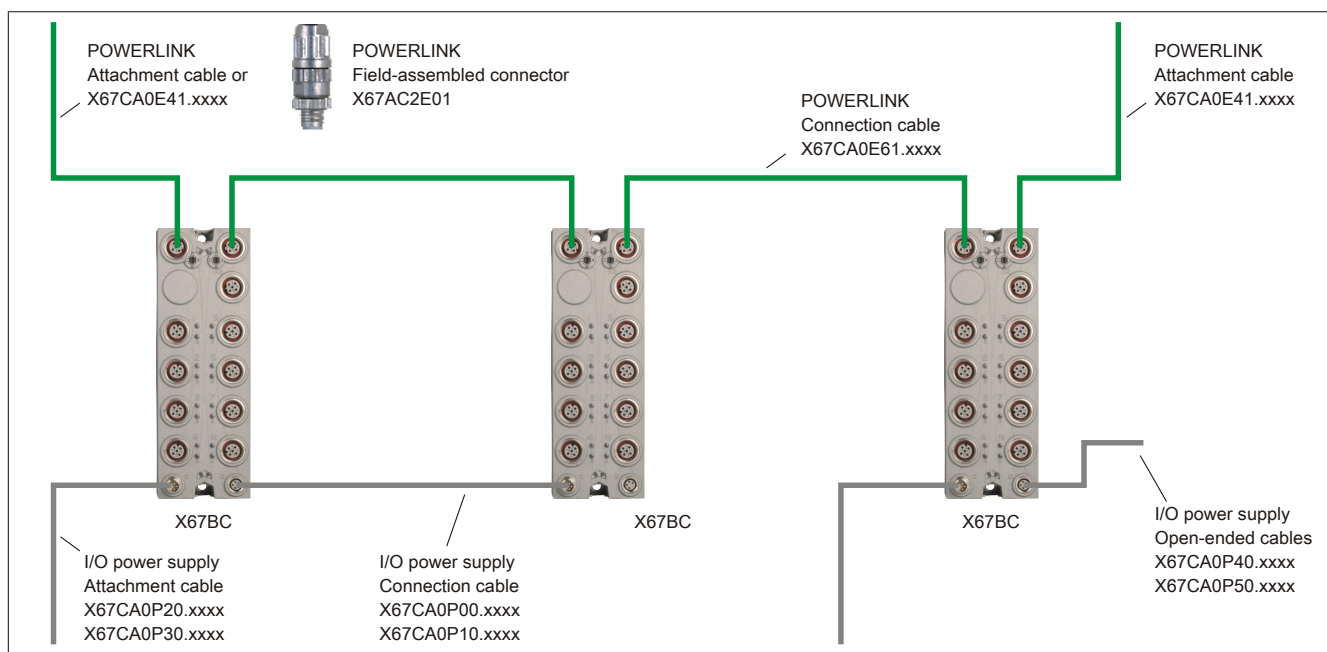 POWERLINK
Attachment cable or
X67CA0E41.xxxx
POWERLINK
Field-assembled connector
X67AC2E01
POWERLINK
Connection cable
X67CA0E61.xxxx
POWERLINK
Attachment cable
X67CA0E41.xxxx
X67BC
X67BC
X67BC
I/O power supply
Attachment cable
X67CA0P20.xxxx
X67CA0P30.xxxx
I/O power supply
Connection cable
X67CA0P00.xxxx
X67CA0P10.xxxx
I/O power supply
Open-ended cables
X67CA0P40.xxxx
X67CA0P50.xxxx